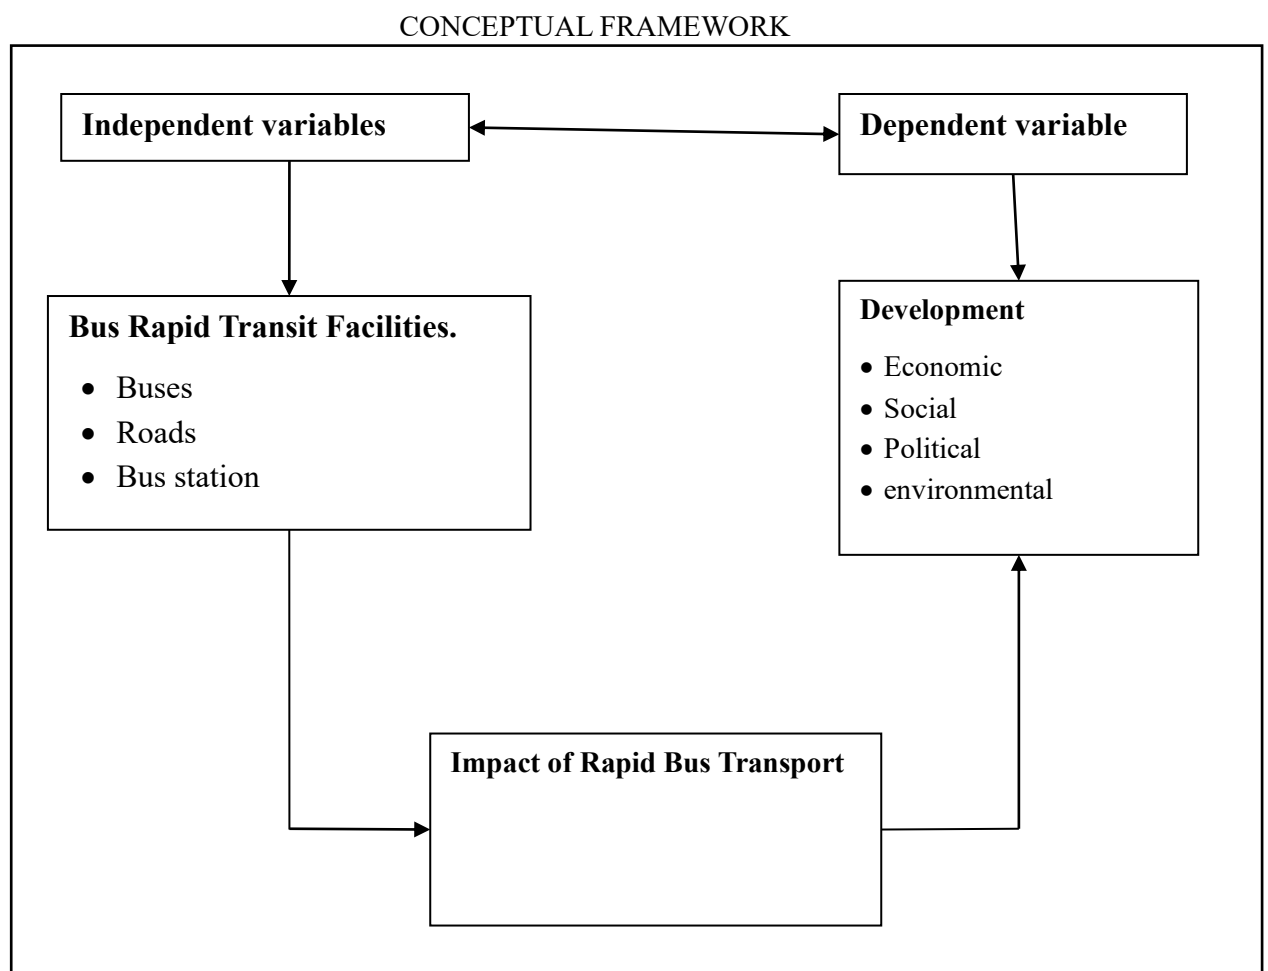 CONCEPTUAL FRAMEWORK
Independent variables
Dependent variable
Bus Rapid Transit Facilities.
• Buses
• Roads
• Bus station
Development
• Economic
• Social
• Political
• environmental
Impact of Rapid Bus Transport